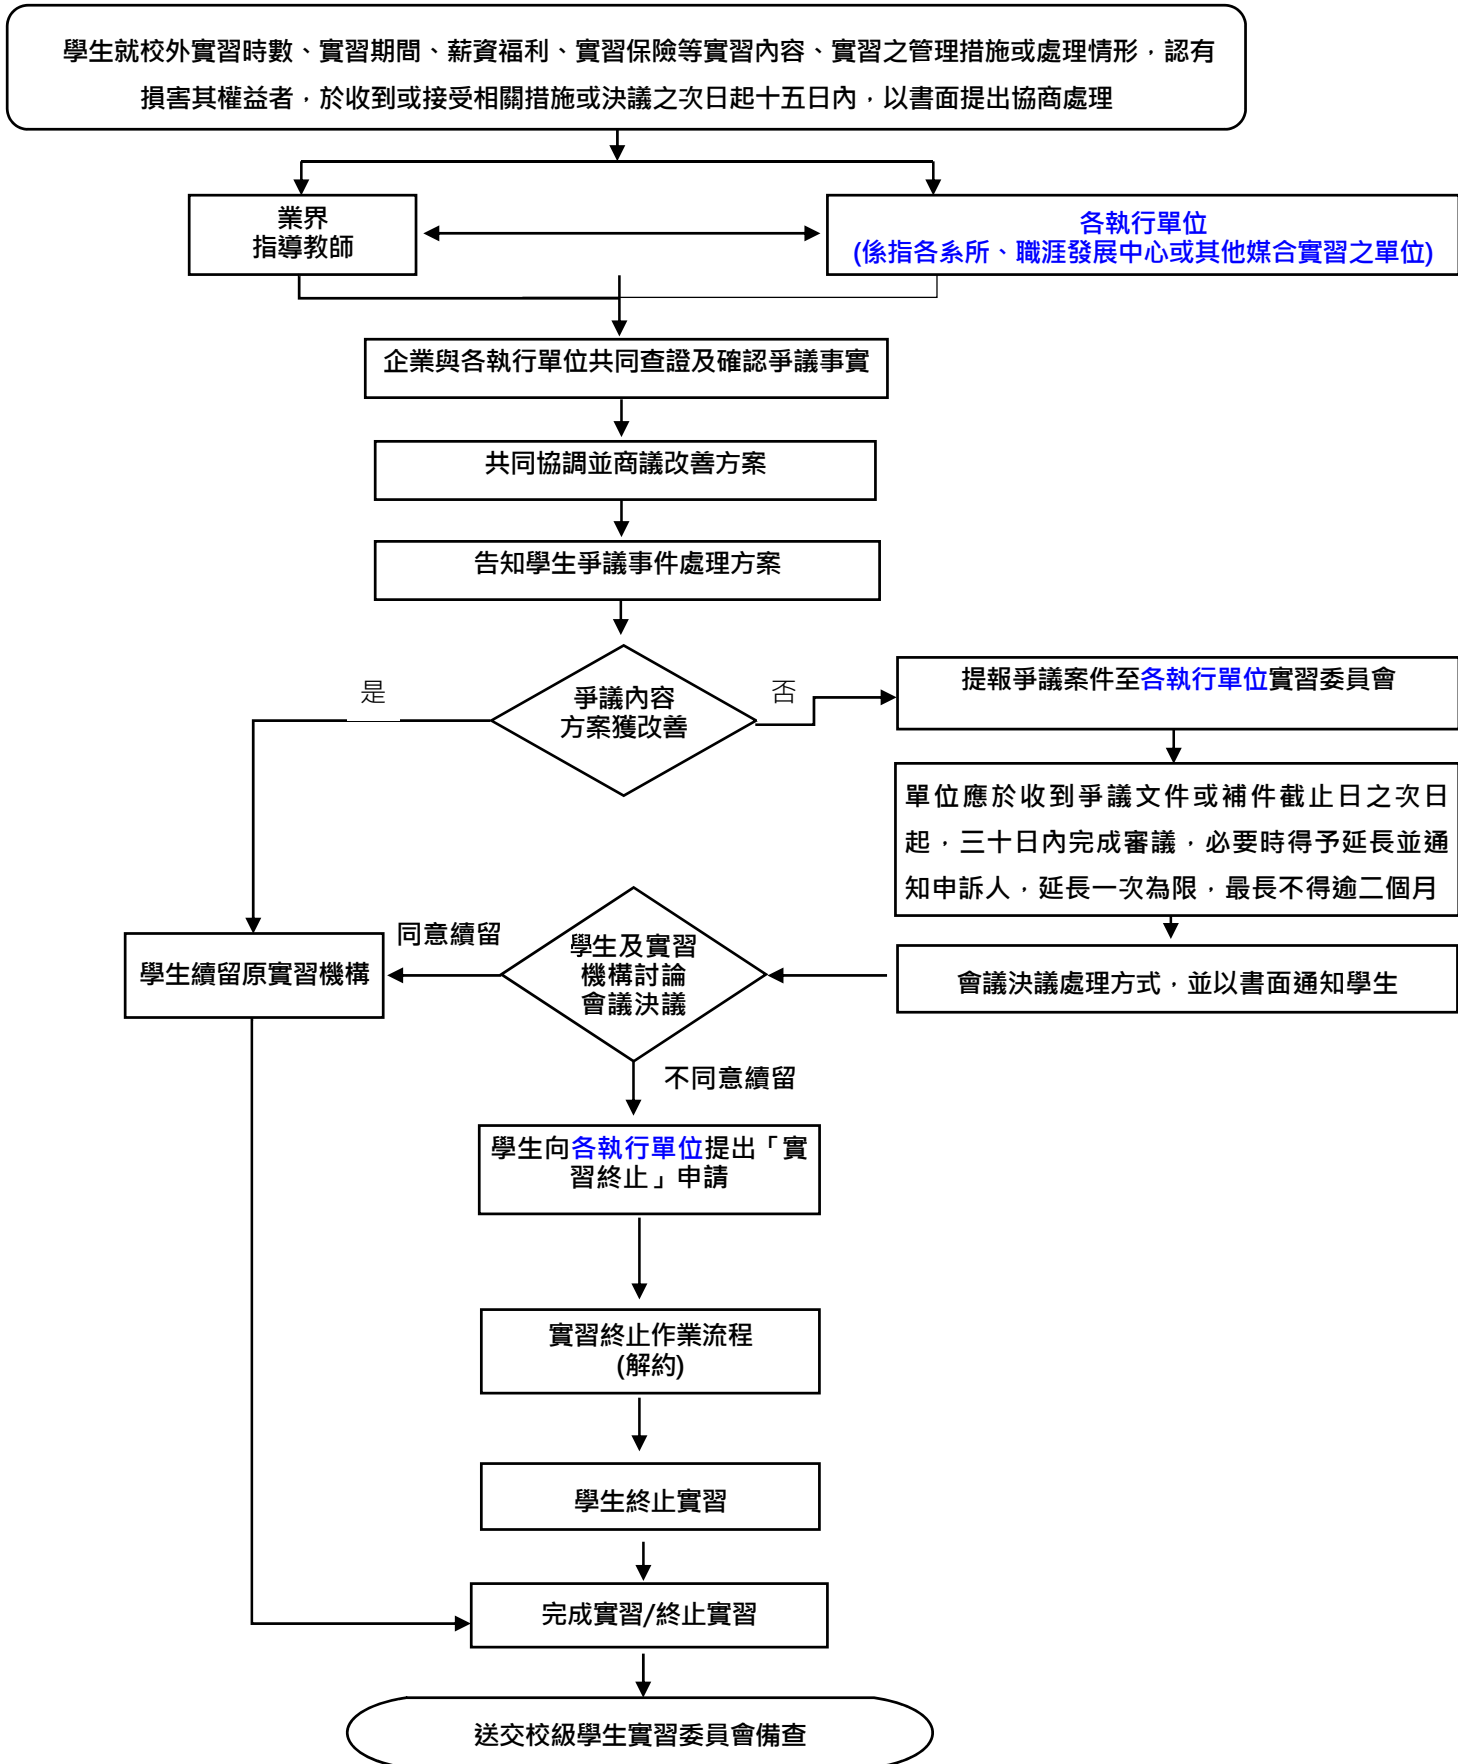 學生就校外實習時數、實習期間、薪資福利、實習保險等實習內容、實習之管理措施或處理情形，認有
損害其權益者，於收到或接受相關措施或決議之次日起十五日內，以書面提出協商處理
業界
指導教師
各執行單位
(係指各系所、職涯發展中心或其他媒合實習之單位)
企業與各執行單位共同查證及確認爭議事實
共同協調並商議改善方案
告知學生爭議事件處理方案
是
爭議內容
方案獲改善
否
提報爭議案件至各執行單位實習委員會
單位應於收到爭議文件或補件截止日之次日
起，三十日內完成審議，必要時得予延長並通
知申訴人，延長一次為限，最長不得逾二個月
會議決議處理方式，並以書面通知學生
學生及實習
機構討論
會議決議
同意續留
學生續留原實習機構
不同意續留
學生向各執行單位提出「實
習終止」申請
實習終止作業流程
(解約)
學生終止實習
完成實習/終止實習
送交校級學生實習委員會備查